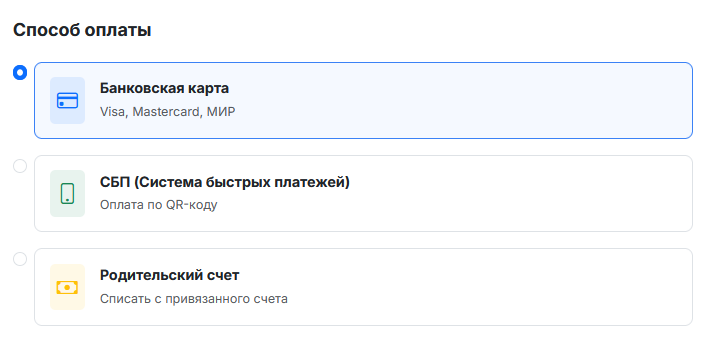 Способ оплаты
Банковская карта
Visa, Mastercard, МИР
СБП (Система быстрых платежей)
Оплата по QR-коду
Родительский счет
Списать с привязанного счета